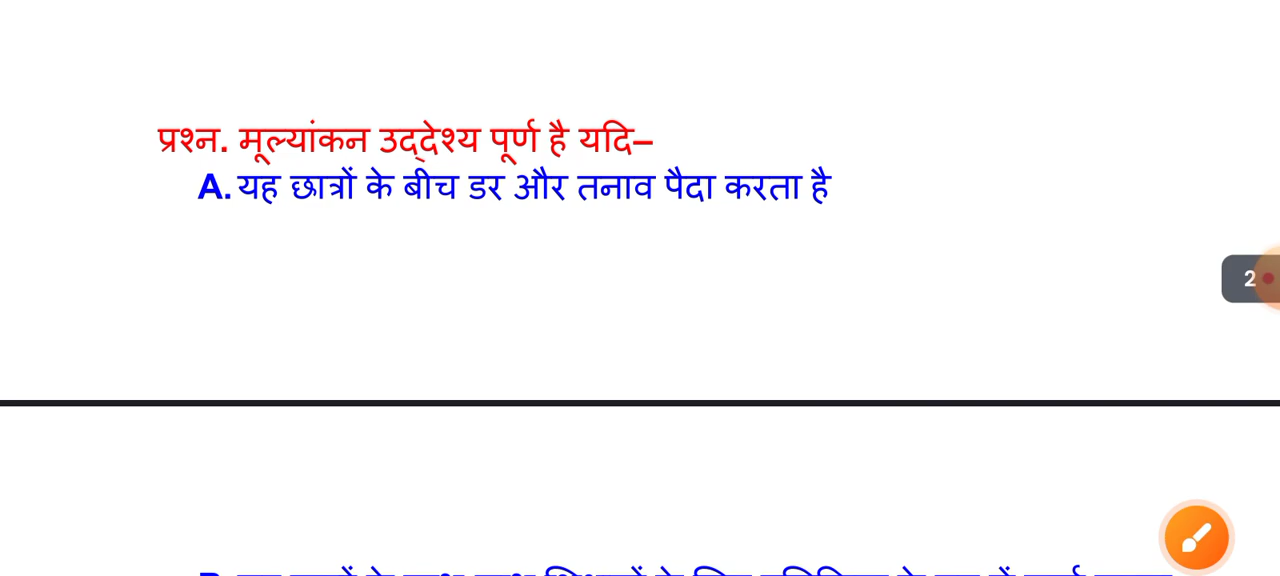 प्रश्न. मूल्यांकन उद्देश्य पूर्ण है यदि–
A. यह छात्रों के बीच डर और तनाव पैदा करता है
2